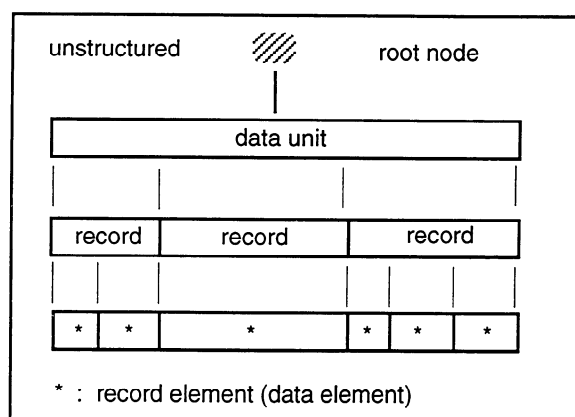 unstructured root node
data unit
record record record
* * * * * *
* : record element (data element)